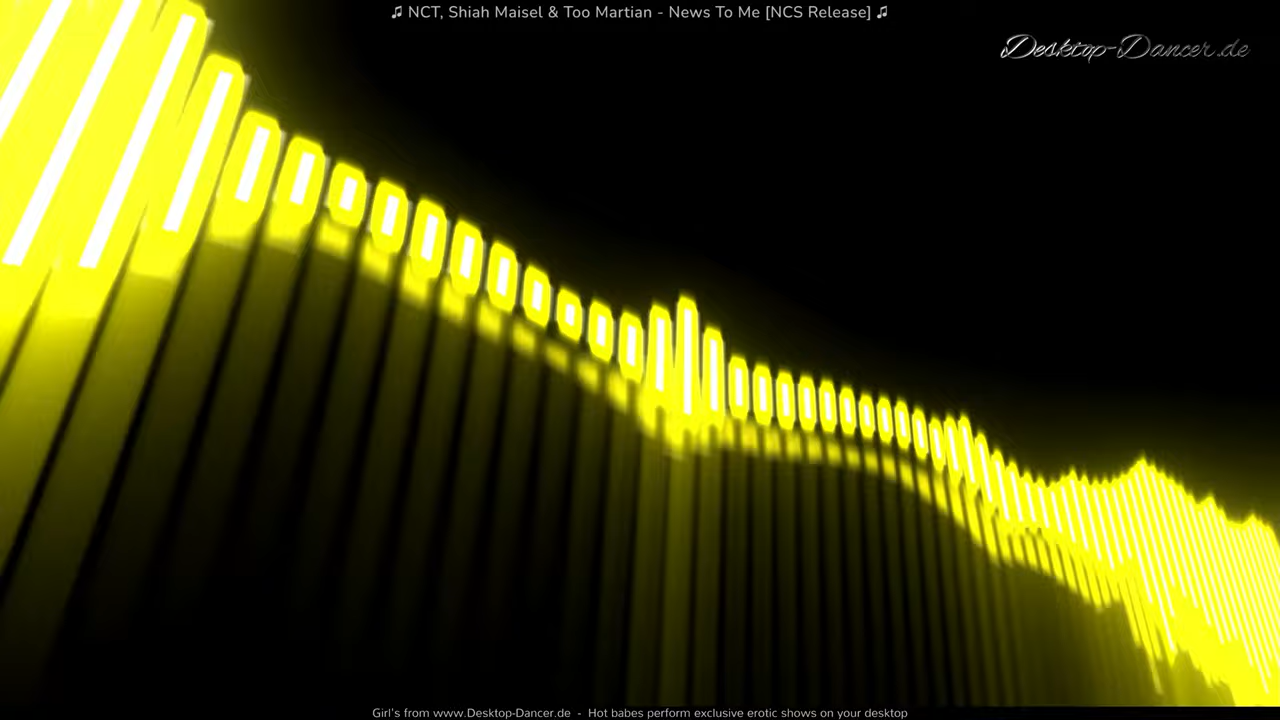 ♫ NCT, Shiah Maisel & Too Martian - News To Me [NCS Release] ♫
Desktop-Dancer.de
Girl's from www.Desktop-Dancer.de - Hot babes perform exclusive erotic shows on your desktop